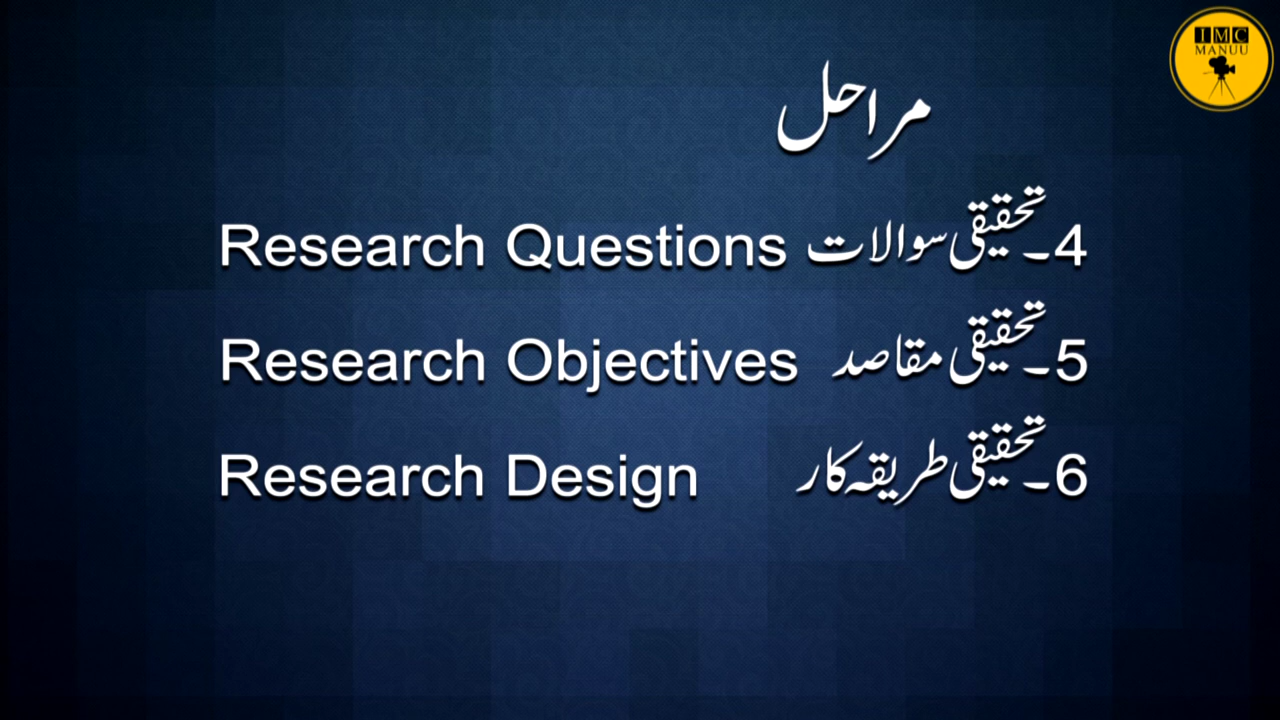 IMC
MANUU
مراحل
4۔تحقیقی سوالات Research Questions
5۔تحقیقی مقاصد Research Objectives
6۔تحقیقی طریقہ کار Research Design